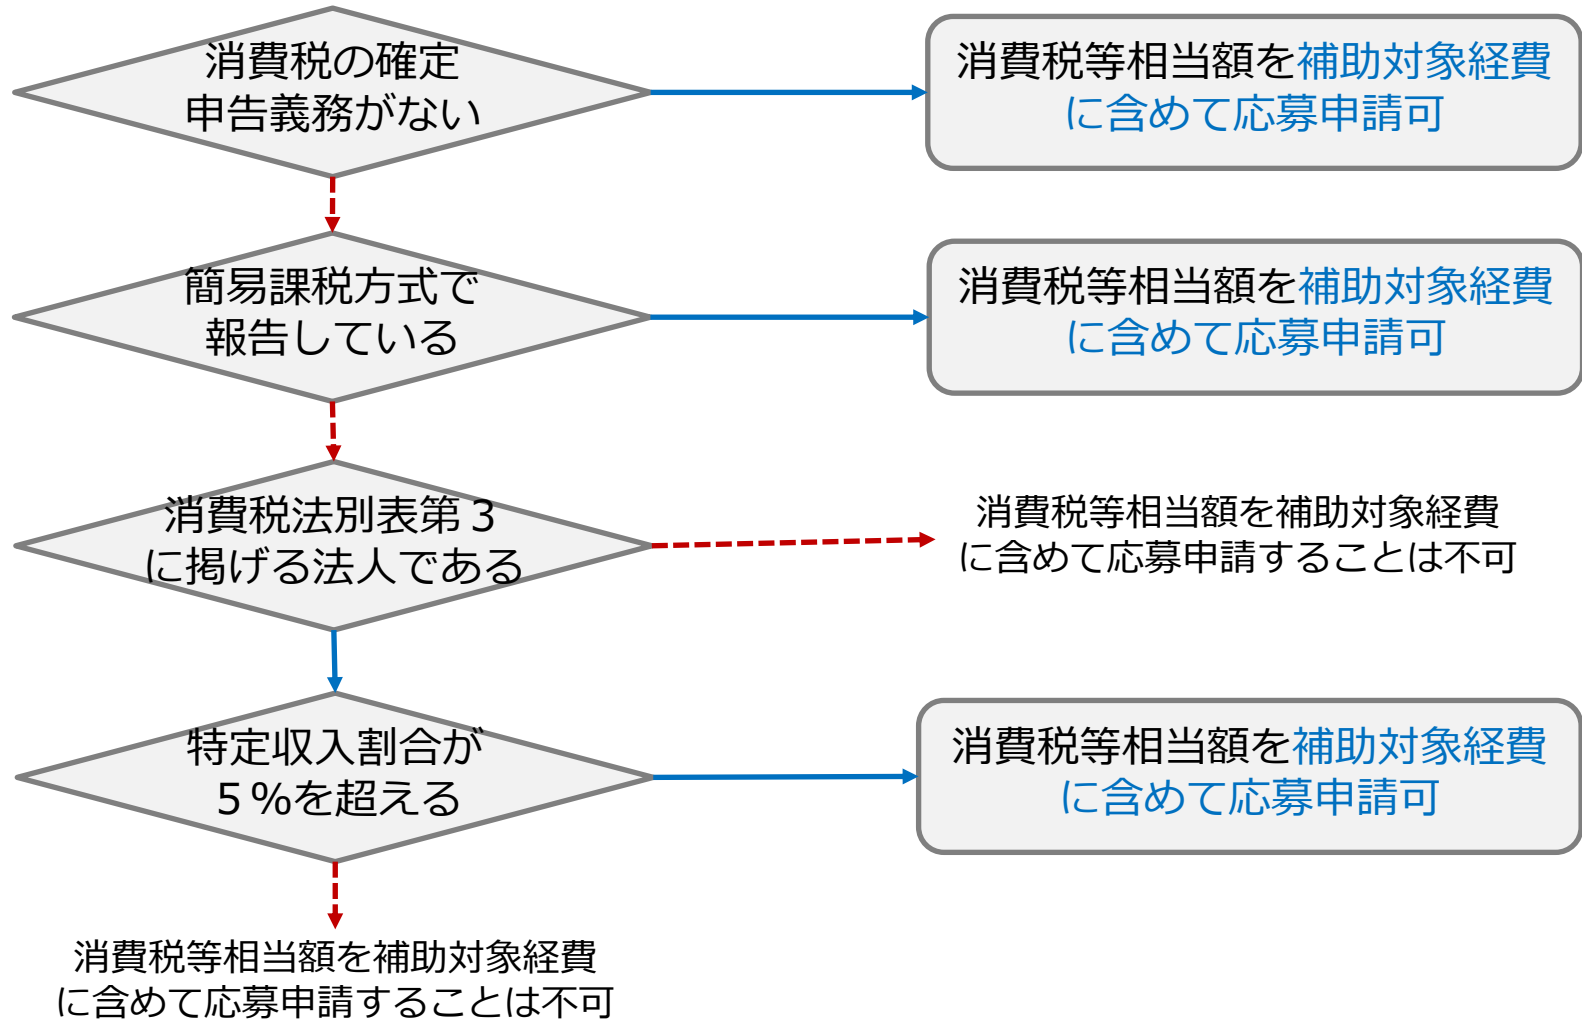 消費税の確定
申告義務がない
消費税等相当額を補助対象経費
に含めて応募申請可
簡易課税方式で
報告している
消費税等相当額を補助対象経費
に含めて応募申請可
消費税法別表第３
に掲げる法人である
消費税等相当額を補助対象経費
に含めて応募申請することは不可
特定収入割合が
５％を超える
消費税等相当額を補助対象経費
に含めて応募申請可
消費税等相当額を補助対象経費
に含めて応募申請することは不可